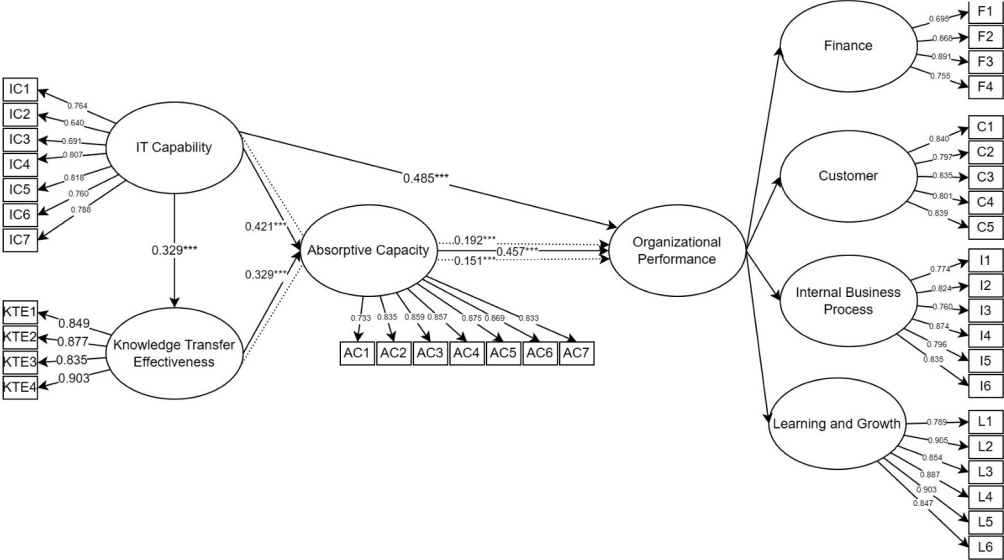 IC1
IC2
IC3
IC4
IC5
IC6
IC7
0.764
0.640
0.691
0.807
0.818
0.760
0.788
IT Capability
0.329***
KTE1
KTE2
KTE3
KTE4
0.849
0.877
0.835
0.903
Knowledge Transfer
Effectiveness
0.421***
0.329***
0.485***
Absorptive Capacity
0.192***
0.457***
0.151***
0.733
0.835
0.859
0.857
0.875
0.869
0.833
AC1
AC2
AC3
AC4
AC5
AC6
AC7
Organizational
Performance
Finance
0.695
0.868
0.891
0.755
F1
F2
F3
F4
Customer
0.840
0.797
0.835
0.801
0.839
C1
C2
C3
C4
C5
Internal Business
Process
0.774
0.824
0.760
0.874
0.796
0.835
I1
I2
I3
I4
I5
I6
Learning and Growth
0.789
0.905
0.854
0.887
0.903
0.847
L1
L2
L3
L4
L5
L6